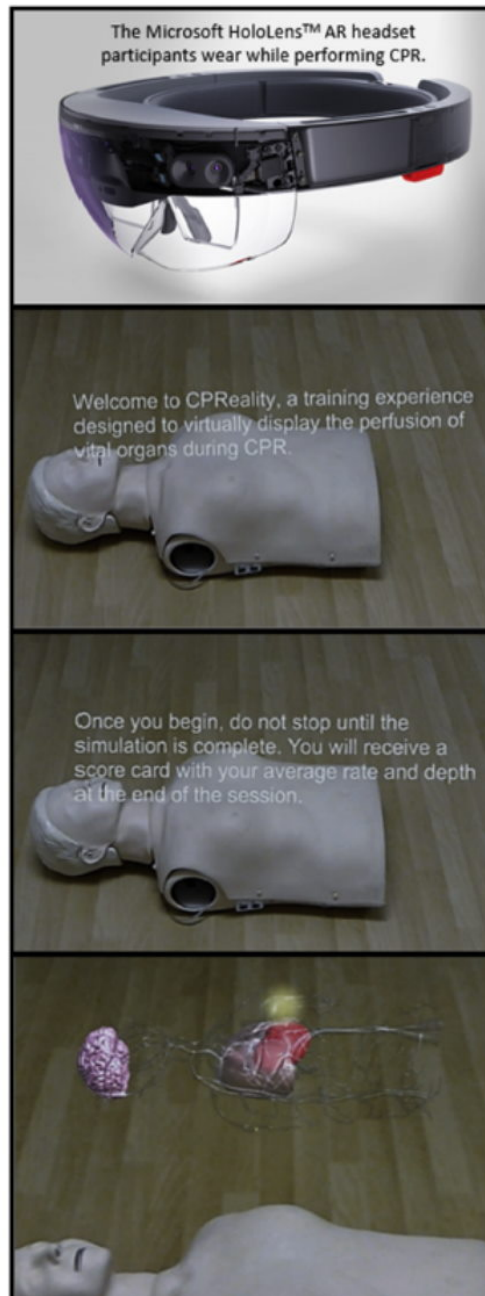 The Microsoft HoloLens™ AR headset
participants wear while performing CPR.
Welcome to CPReality, a training experience
designed to virtually display the perfusion of
vital organs during CPR.
Once you begin, do not stop until the
simulation is complete. You will receive a
score card with your average rate and depth
at the end of the session.